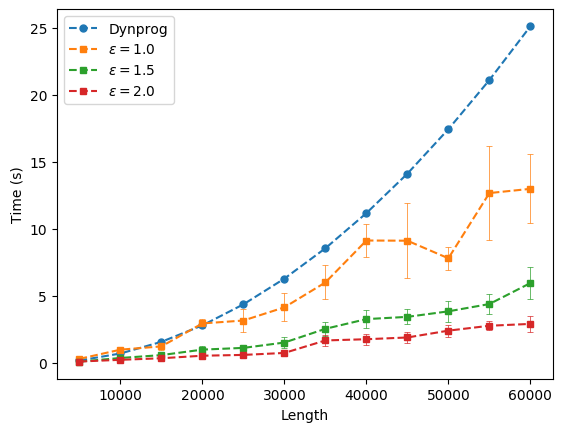 Dynprog
ε = 1.0
ε = 1.5
ε = 2.0
25
20
15
10
5
0
Time (s)
10000 20000 30000 40000 50000 60000
Length